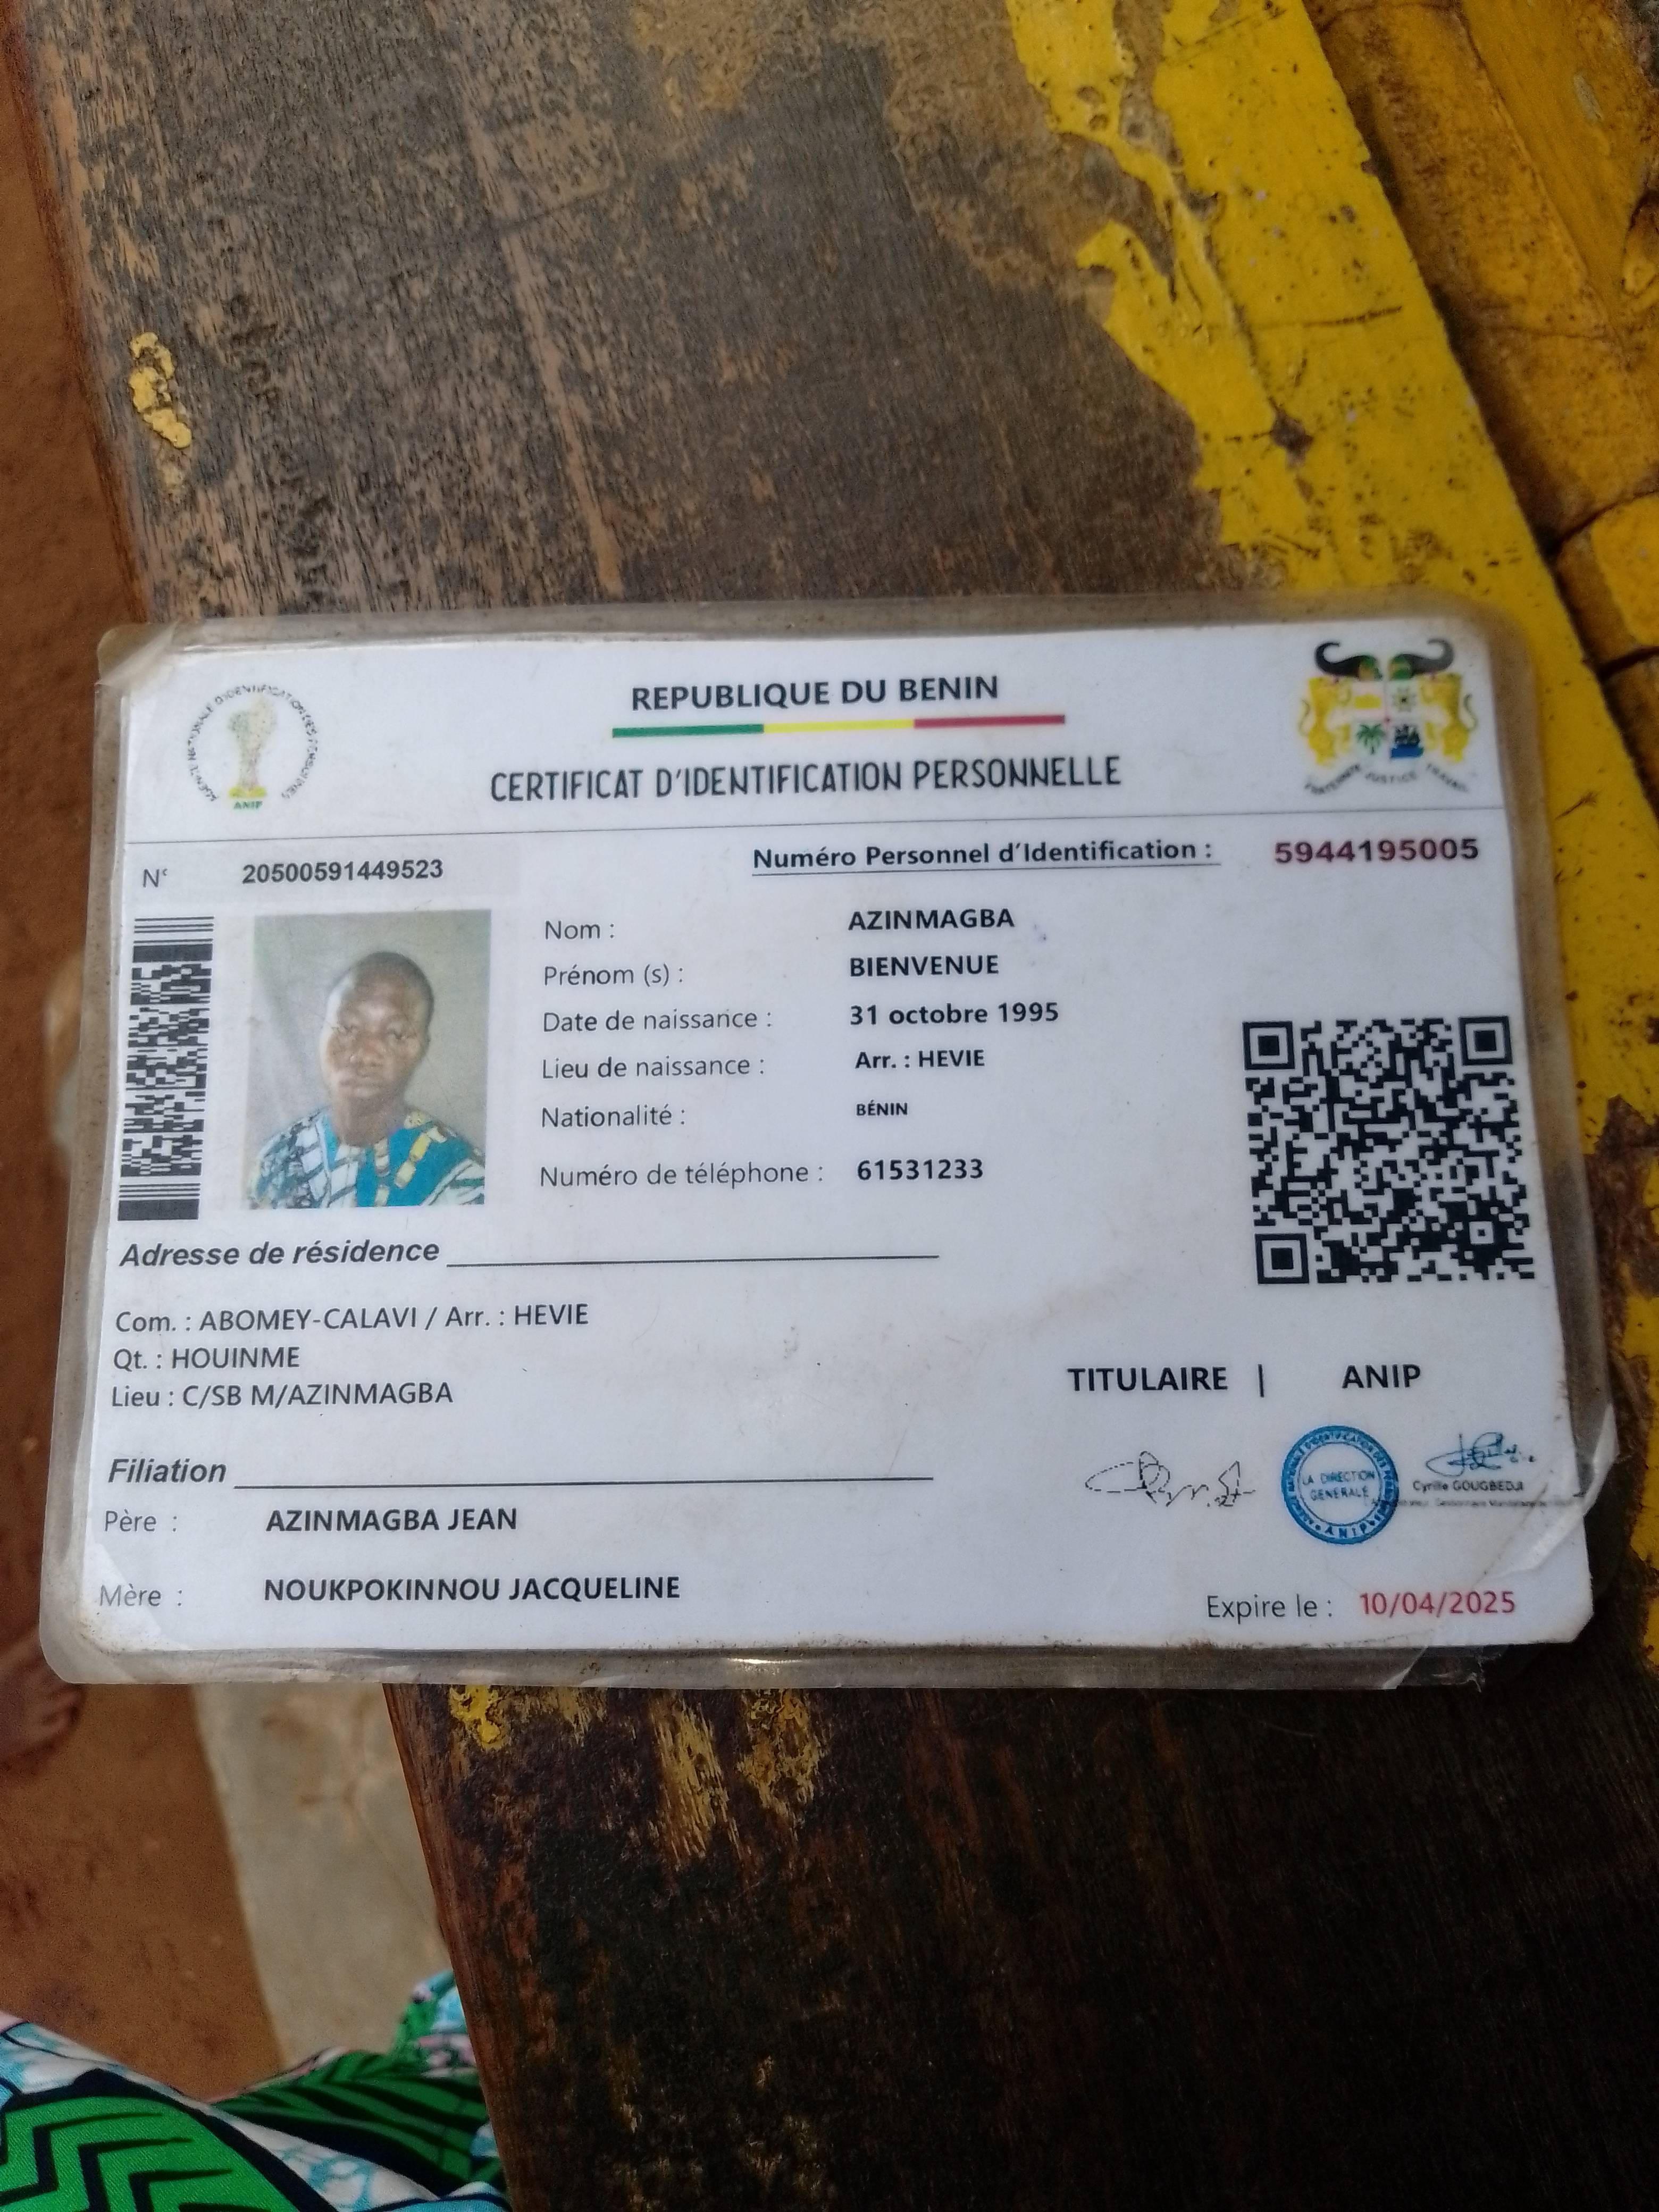 REPUBLIQUE DU BENIN
CERTIFICAT D'IDENTIFICATION PERSONNELLE
AGENCE NATIONALE D'IDENTIFICATION DES PERSONNES
ANIP
FRATERNITE JUSTICE TRAVAIL
N° 20500591449523
Numéro Personnel d'Identification : 5944195005
Nom : AZINMAGBA
Prénom (s) : BIENVENUE
Date de naissance : 31 octobre 1995
Lieu de naissance : Arr. : HEVIE
Nationalité : BÉNIN
Numéro de téléphone : 61531233
Adresse de résidence
Com. : ABOMEY-CALAVI / Arr. : HEVIE
Qt. : HOUINME
Lieu : C/SB M/AZINMAGBA
TITULAIRE | ANIP
LA DIRECTION
GENERALE
ANIP
Cyrille GOUGBEDJI
Filiation
Père : AZINMAGBA JEAN
Mère : NOUKPOKINNOU JACQUELINE
Expire le : 10/04/2025